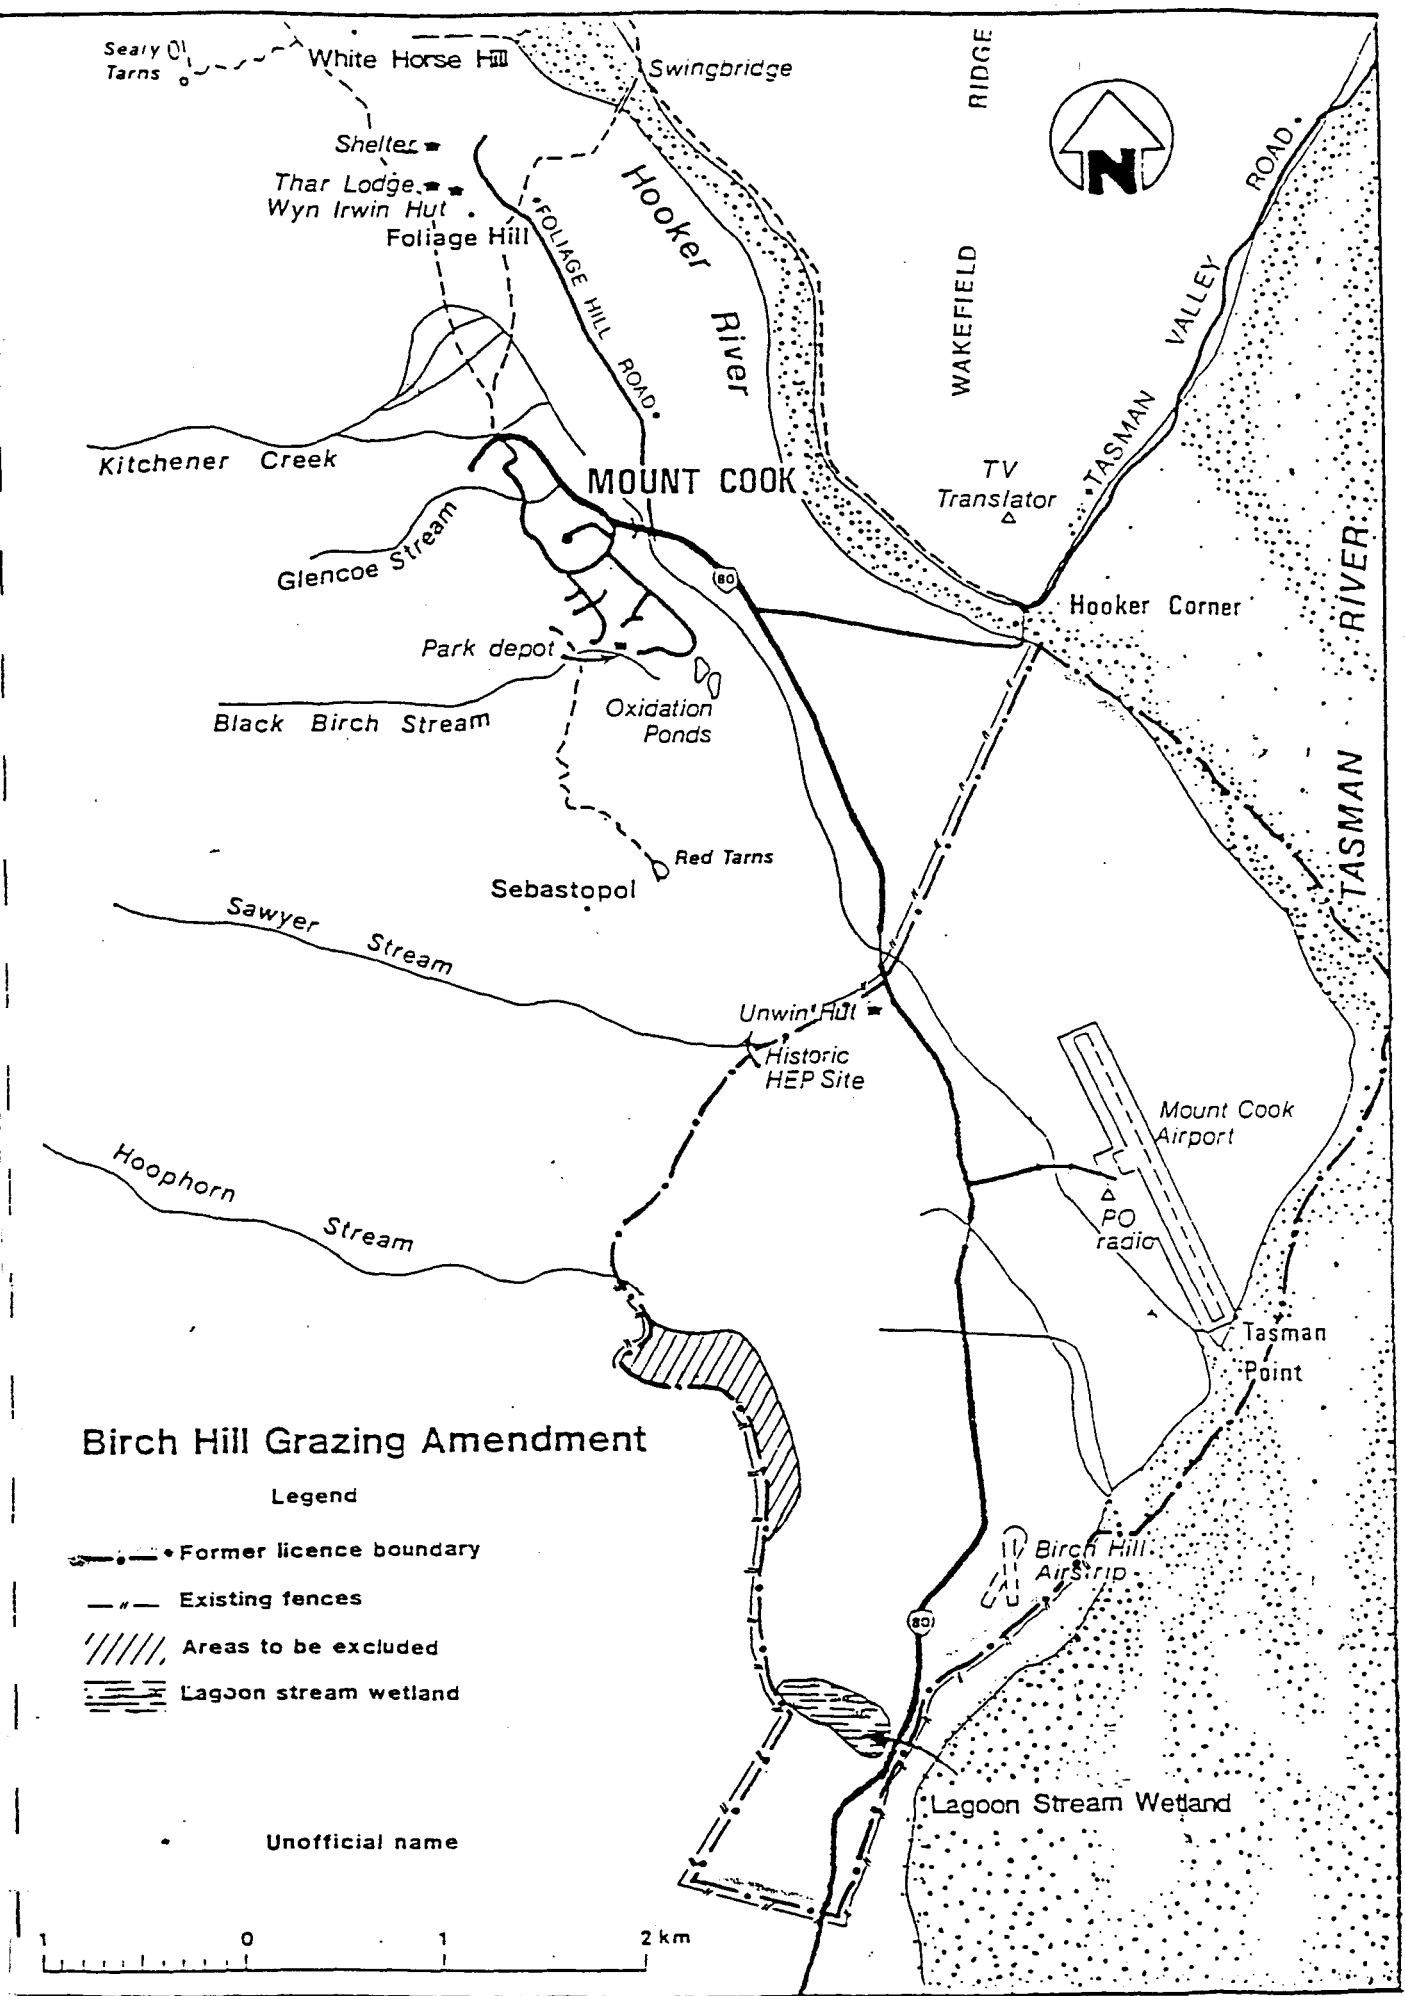 Sealy
Tarns
White Horse Hill
Swingbridge
RIDGE
WAKEFIELD
N
Shelter
Thar Lodge
Wyn Irwin Hut
Foliage Hill
FOLIAGE HILL ROAD
Hooker River
TASMAN VALLEY ROAD
Kitchener Creek
MOUNT COOK
TV
Translator
Glencoe Stream
80
Hooker Corner
TASMAN RIVER
Park depot
Black Birch Stream
Oxidation
Ponds
Red Tarns
Sebastopol
Sawyer Stream
Unwin Hut
Historic
HEP Site
Mount Cook
Airport
Hoophorn Stream
PO
radio
Tasman
Point
Birch Hill Grazing Amendment
Legend
Former licence boundary
Existing fences
Areas to be excluded
Lagoon stream wetland
Birch Hill
Airstrip
80
Lagoon Stream Wetland
• Unofficial name
1 0 1 2 km